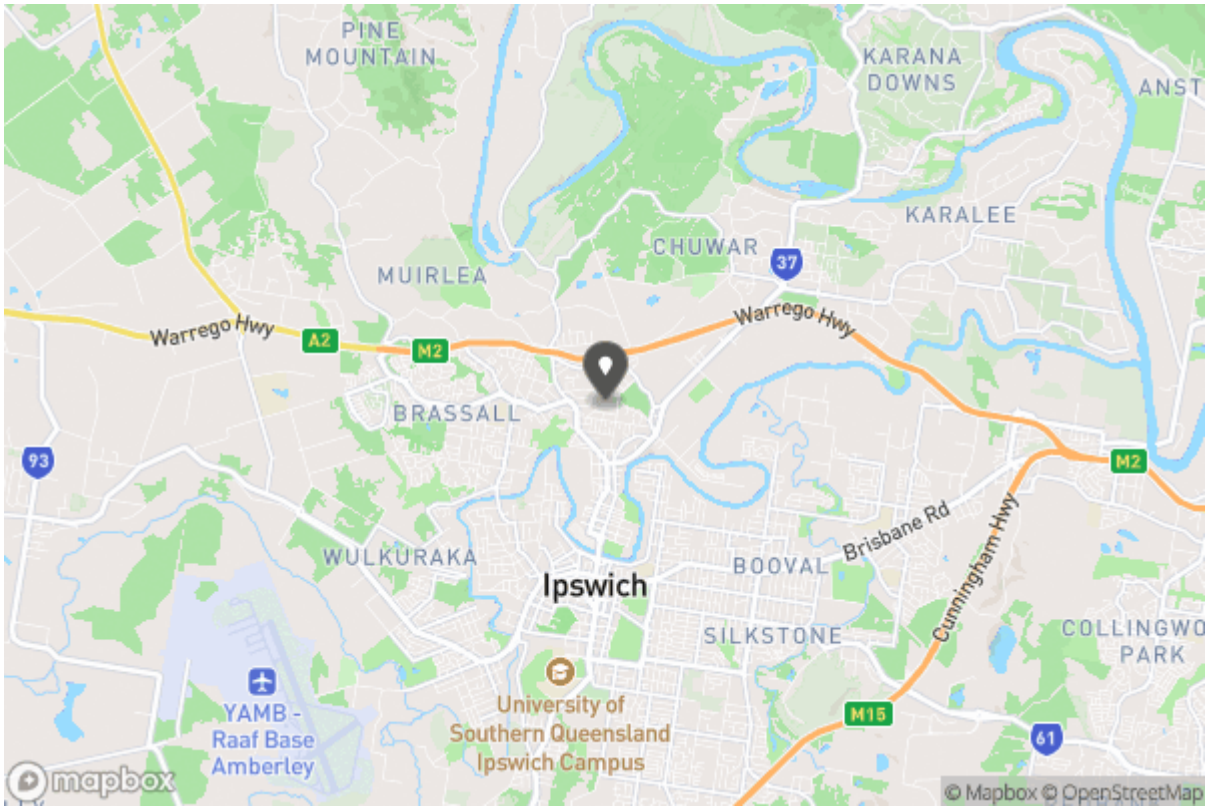 PINE
MOUNTAIN
KARANA
DOWNS
ANST
KARALEE
CHUWAR
37
MUIRLEA
Warrego Hwy
Warrego Hwy
A2
M2
BRASSALL
93
M2
Brisbane Rd
Cunningham Hwy
WULKURAKA
BOOVAL
Ipswich
SILKSTONE
COLLINGWO
PARK
University of
Southern Queensland
Ipswich Campus
YAMB -
Raaf Base
Amberley
M15
61
mapbox
© Mapbox © OpenStreetMap